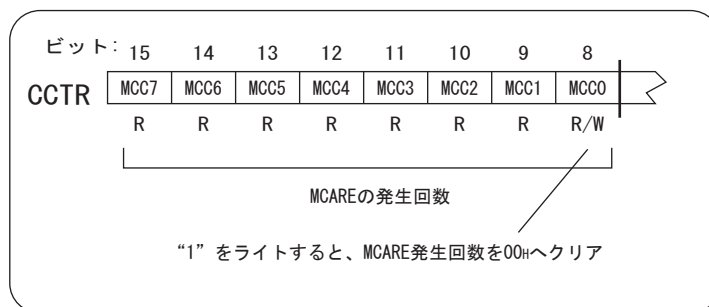 ビット: 15 14 13 12 11 10 9 8
CCTR MCC7 MCC6 MCC5 MCC4 MCC3 MCC2 MCC1 MCC0
R R R R R R R R/W
MCAREの発生回数
“1”をライトすると、MCARE発生回数を00Hへクリア